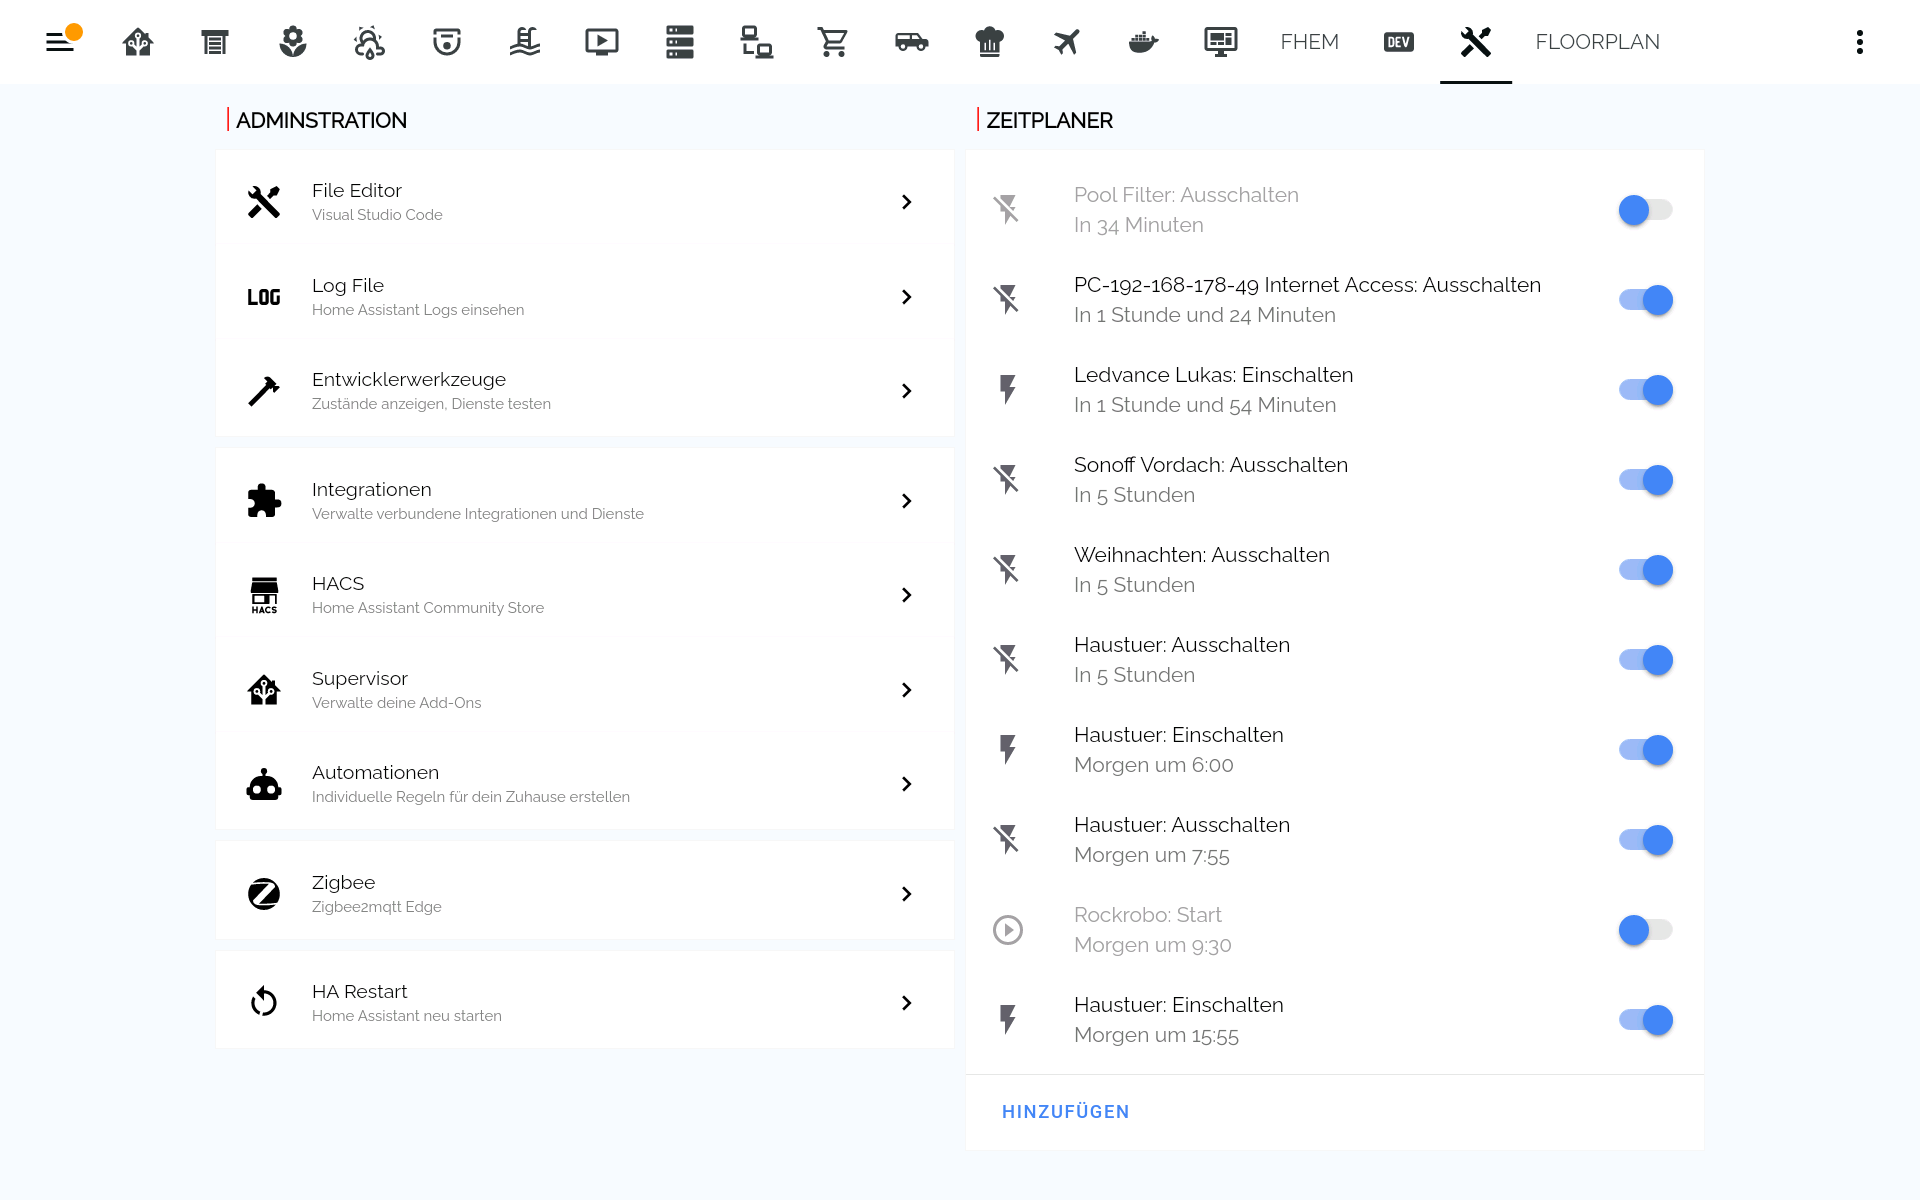 FHEM
DEV
FLOORPLAN
ADMINSTRATION
File Editor
Visual Studio Code
LOG
Log File
Home Assistant Logs einsehen
Entwicklerwerkzeuge
Zustände anzeigen, Dienste testen
Integrationen
Verwalte verbundene Integrationen und Dienste
HACS
HACS
Home Assistant Community Store
Supervisor
Verwalte deine Add-Ons
Automationen
Individuelle Regeln für dein Zuhause erstellen
Zigbee
Zigbee2mqtt Edge
HA Restart
Home Assistant neu starten
ZEITPLANER
Pool Filter: Ausschalten
In 34 Minuten
PC-192-168-178-49 Internet Access: Ausschalten
In 1 Stunde und 24 Minuten
Ledvance Lukas: Einschalten
In 1 Stunde und 54 Minuten
Sonoff Vordach: Ausschalten
In 5 Stunden
Weihnachten: Ausschalten
In 5 Stunden
Haustuer: Ausschalten
In 5 Stunden
Haustuer: Einschalten
Morgen um 6:00
Haustuer: Ausschalten
Morgen um 7:55
Rockrobo: Start
Morgen um 9:30
Haustuer: Einschalten
Morgen um 15:55
HINZUFÜGEN